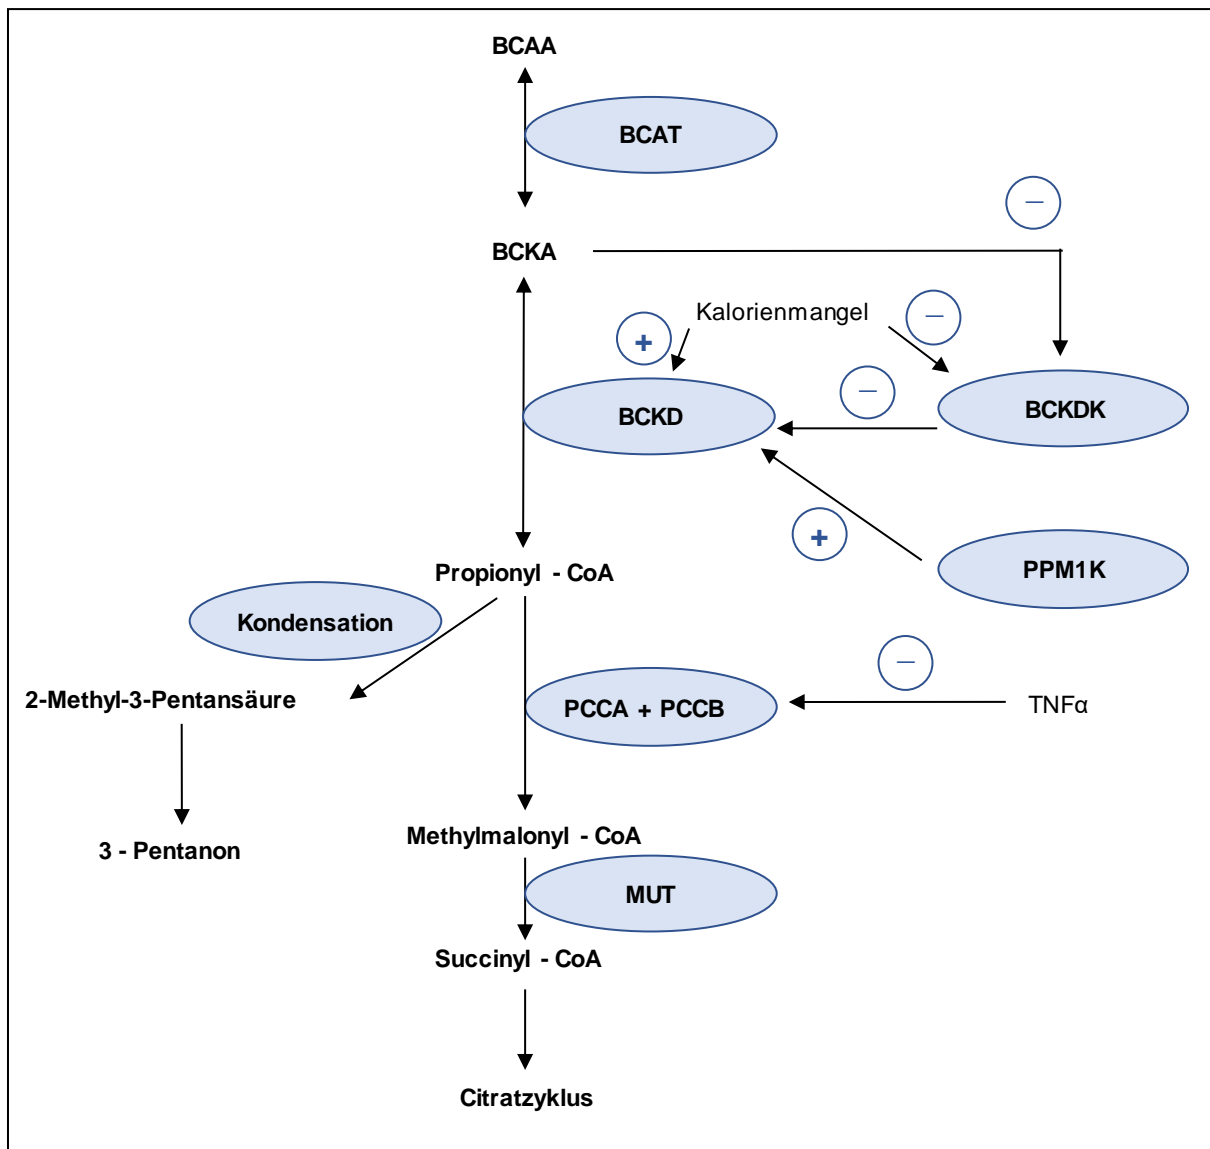 BCAA
BCAT
−
BCKA
Kalorienmangel
−
+
−
BCKD
BCKDK
+
Propionyl - CoA
PPM1K
Kondensation
−
2-Methyl-3-Pentansäure
PCCA + PCCB
TNFα
Methylmalonyl - CoA
3 - Pentanon
MUT
Succinyl - CoA
Citratzyklus